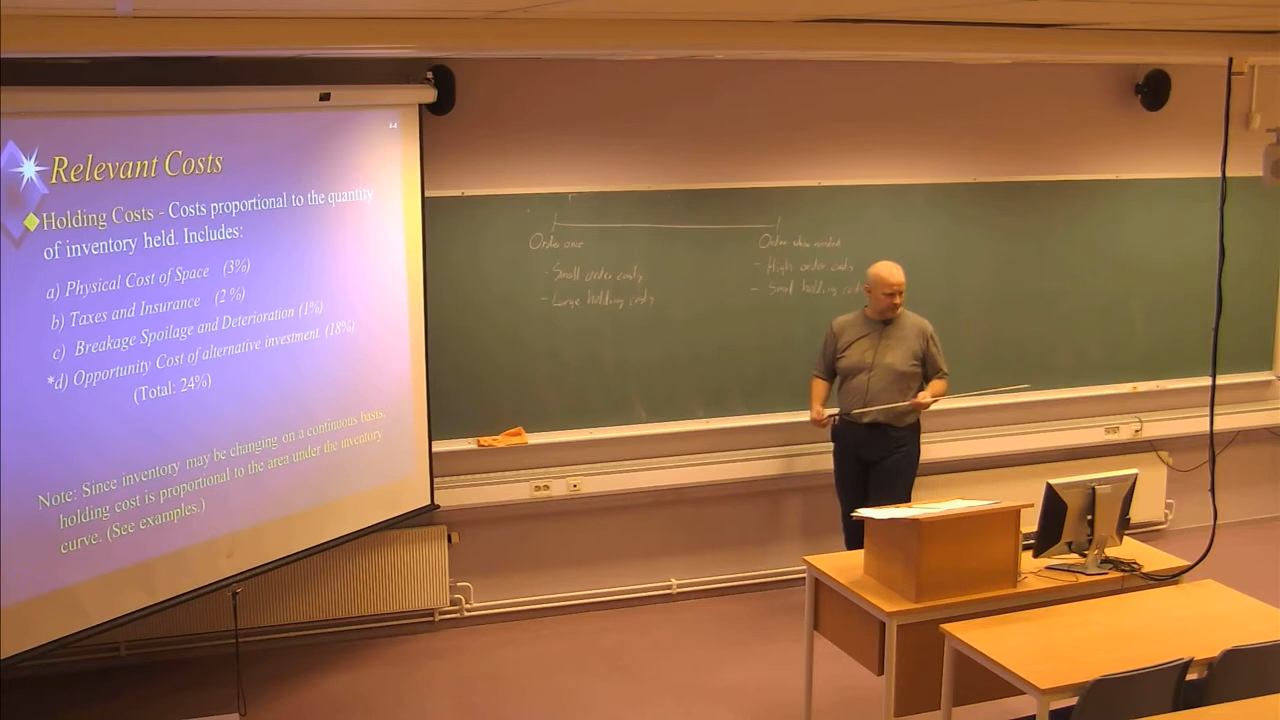 4-4
Relevant Costs
Holding Costs - Costs proportional to the quantity
of inventory held. Includes:
a) Physical Cost of Space (3%)
b) Taxes and Insurance (2 %)
c) Breakage Spoilage and Deterioration (1%)
*d) Opportunity Cost of alternative investment. (18%)
(Total: 24%)
Note: Since inventory may be changing on a continuous basis,
holding cost is proportional to the area under the inventory
curve. (See examples.)
Order once
- Small order costs
- Large holding costs
Order when needed
- High order costs
- Small holding